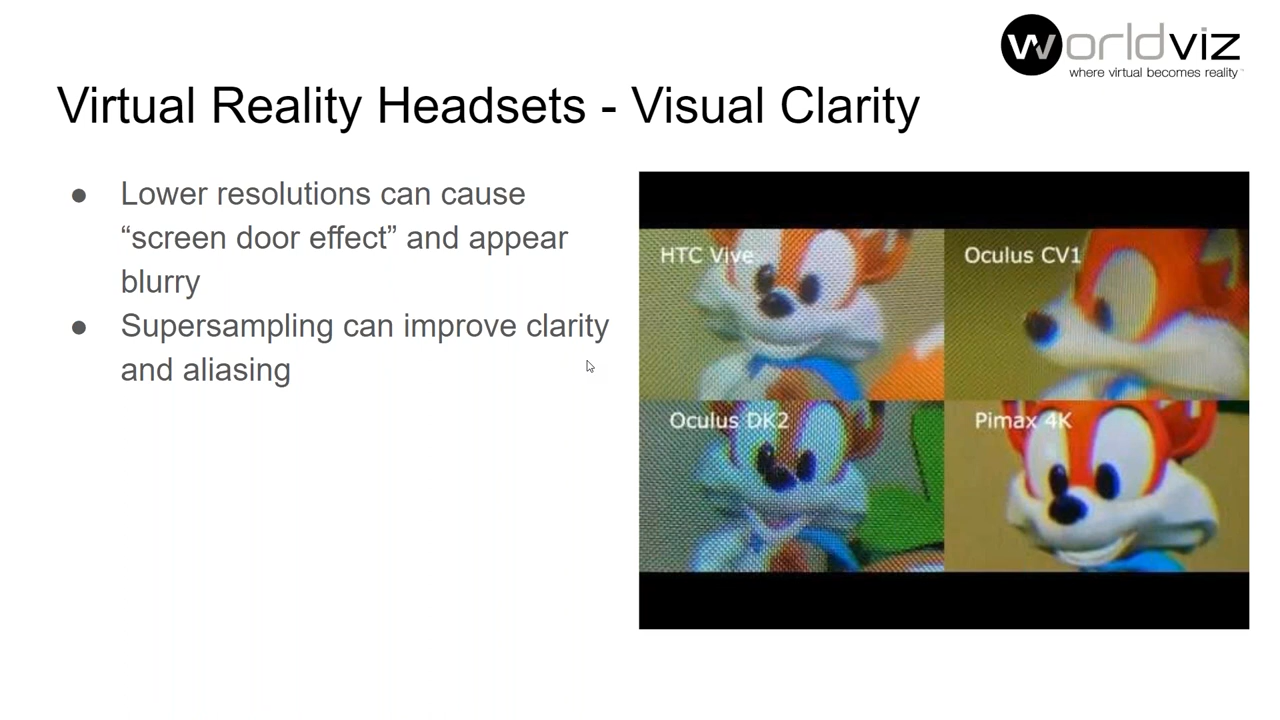 worldviz
where virtual becomes reality™
Virtual Reality Headsets - Visual Clarity
● Lower resolutions can cause
“screen door effect” and appear
blurry
● Supersampling can improve clarity
and aliasing
HTC Vive
Oculus CV1
Oculus DK2
Pimax 4K